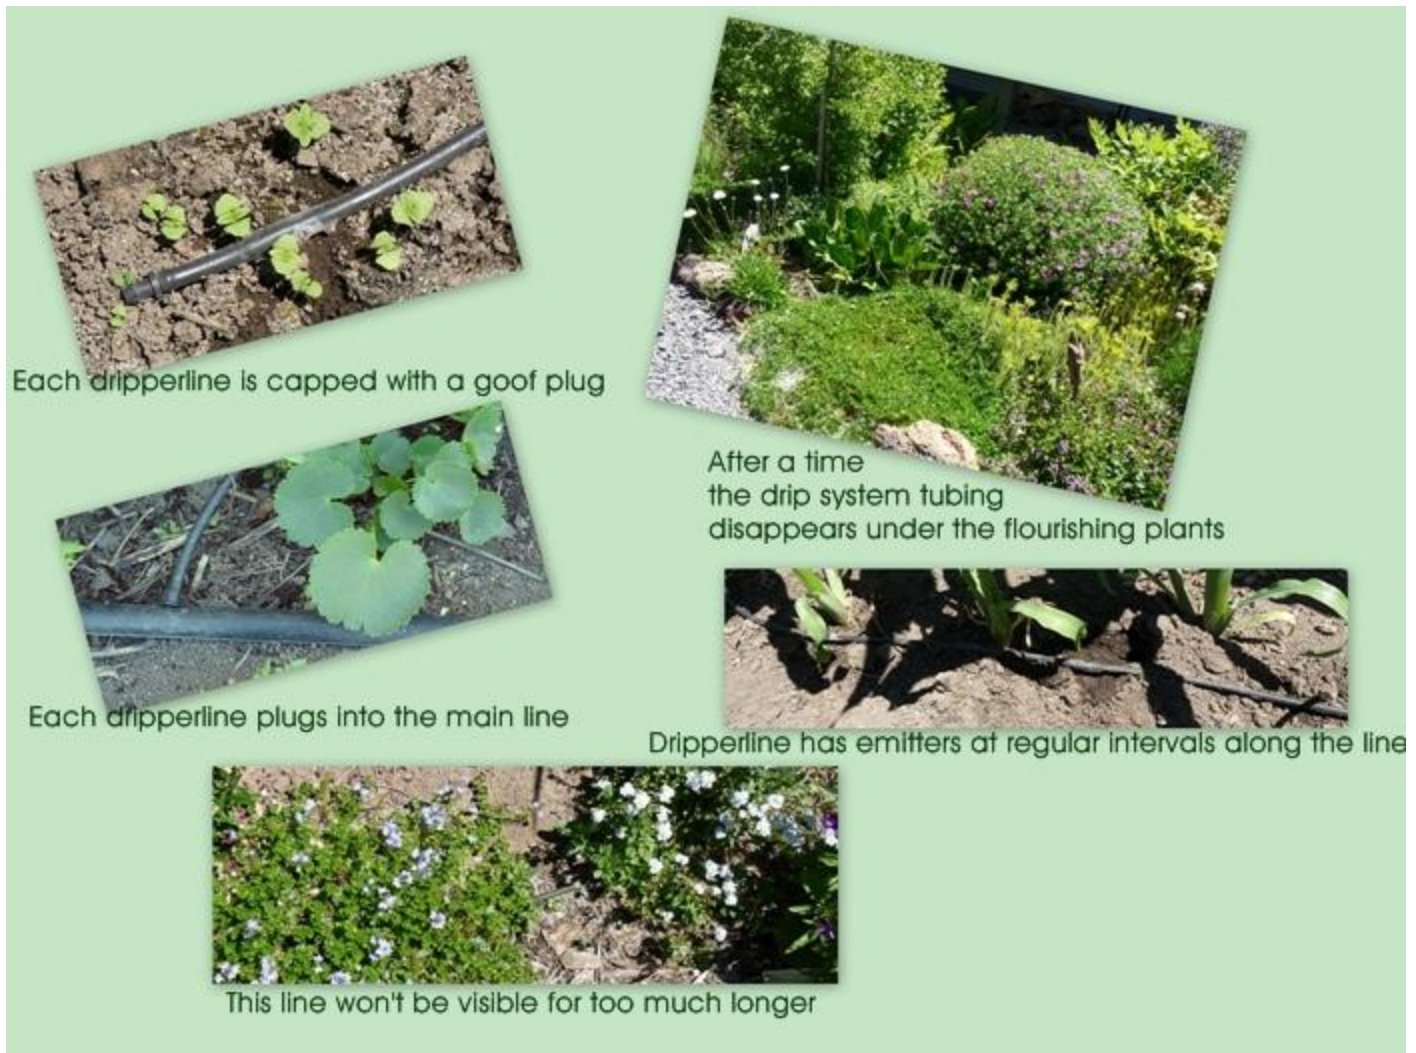 Each dripperline is capped with a goof plug
After a time
the drip system tubing
disappears under the flourishing plants
Each dripperline plugs into the main line
Dripperline has emitters at regular intervals along the line
This line won't be visible for too much longer